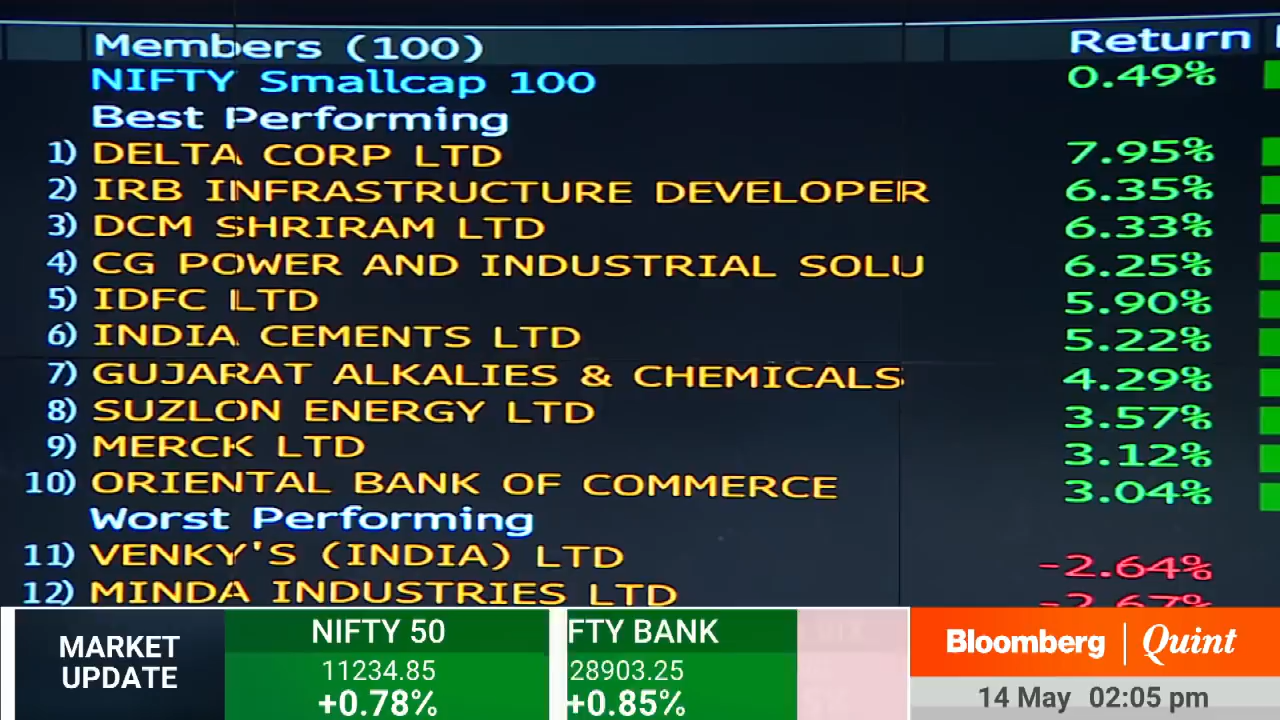 Members (100) Return
NIFTY Smallcap 100 0.49%
Best Performing
1) DELTA CORP LTD 7.95%
2) IRB INFRASTRUCTURE DEVELOPER 6.35%
3) DCM SHRIRAM LTD 6.33%
4) CG POWER AND INDUSTRIAL SOLU 6.25%
5) IDFC LTD 5.90%
6) INDIA CEMENTS LTD 5.22%
7) GUJARAT ALKALIES & CHEMICALS 4.29%
8) SUZLON ENERGY LTD 3.57%
9) MERCK LTD 3.12%
10) ORIENTAL BANK OF COMMERCE 3.04%
Worst Performing
11) VENKY'S (INDIA) LTD -2.64%
12) MINDA INDUSTRIES LTD -2.67%
MARKET UPDATE
NIFTY 50
11234.85
+0.78%
FTY BANK
28903.25
+0.85%
Bloomberg | Quint
14 May 02:05 pm